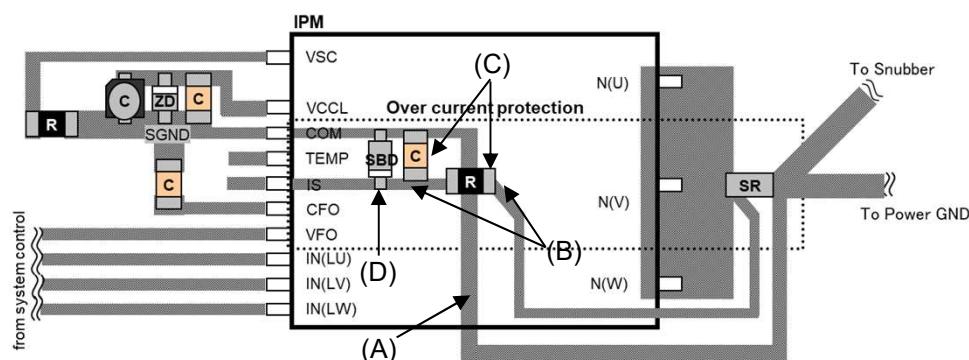 IPM
VSC
(C)
To Snubber
N(U)
C
ZD
C
VCCL
Over current protection
R
SGND
COM
TEMP
SBD
C
C
IS
R
SR
N(V)
CFO
To Power GND
VFO
(D)
(B)
from system control
IN(LU)
IN(LV)
N(W)
IN(LW)
(A)